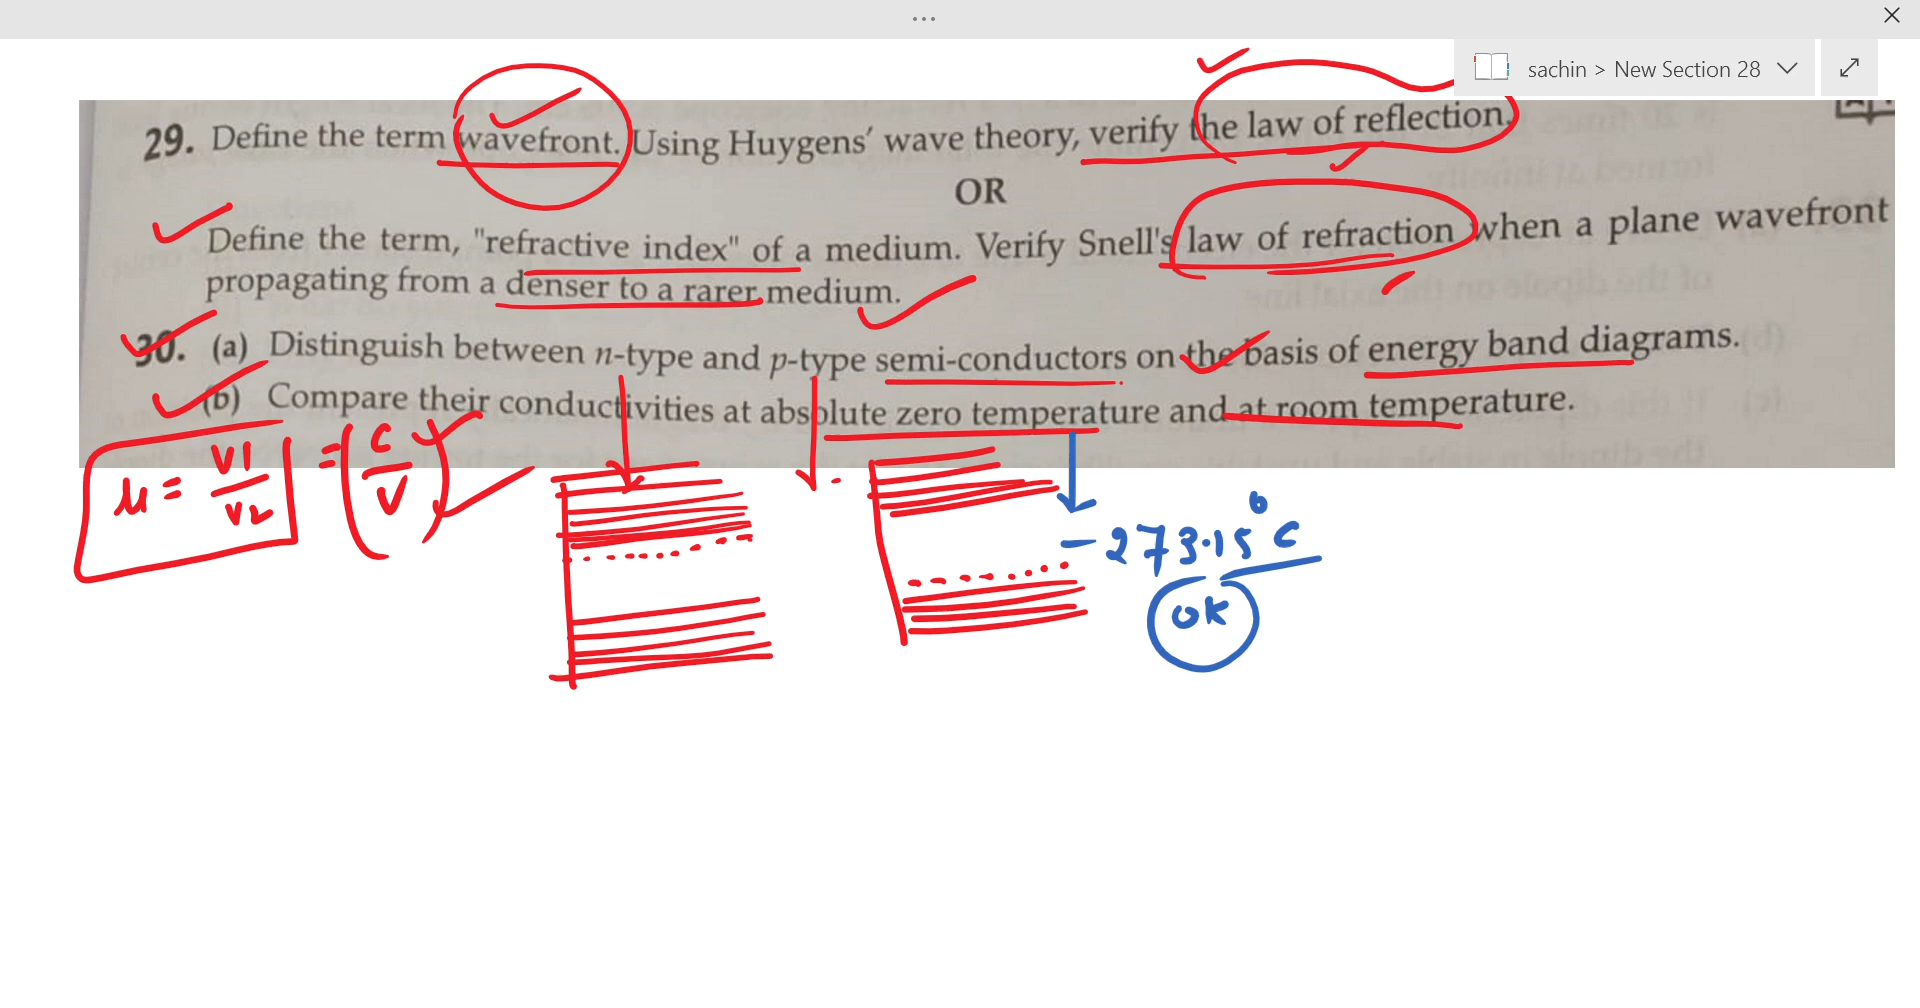 sachin > New Section 28
29. Define the term wavefront. Using Huygens' wave theory, verify the law of reflection.
OR
Define the term, "refractive index" of a medium. Verify Snell's law of refraction when a plane wavefront
propagating from a denser to a rarer medium.
30. (a) Distinguish between n-type and p-type semi-conductors on the basis of energy band diagrams.
(b) Compare their conductivities at absolute zero temperature and at room temperature.
μ = v1/v2 = (c/v)
-273.15°C
0K